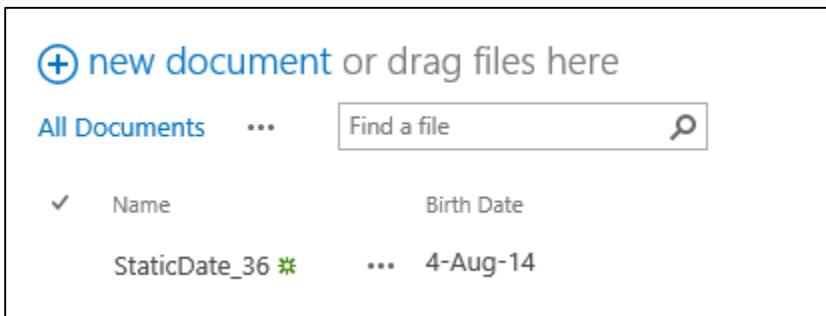 new document or drag files here
All Documents ... Find a file
Name Birth Date
StaticDate_36 ... 4-Aug-14